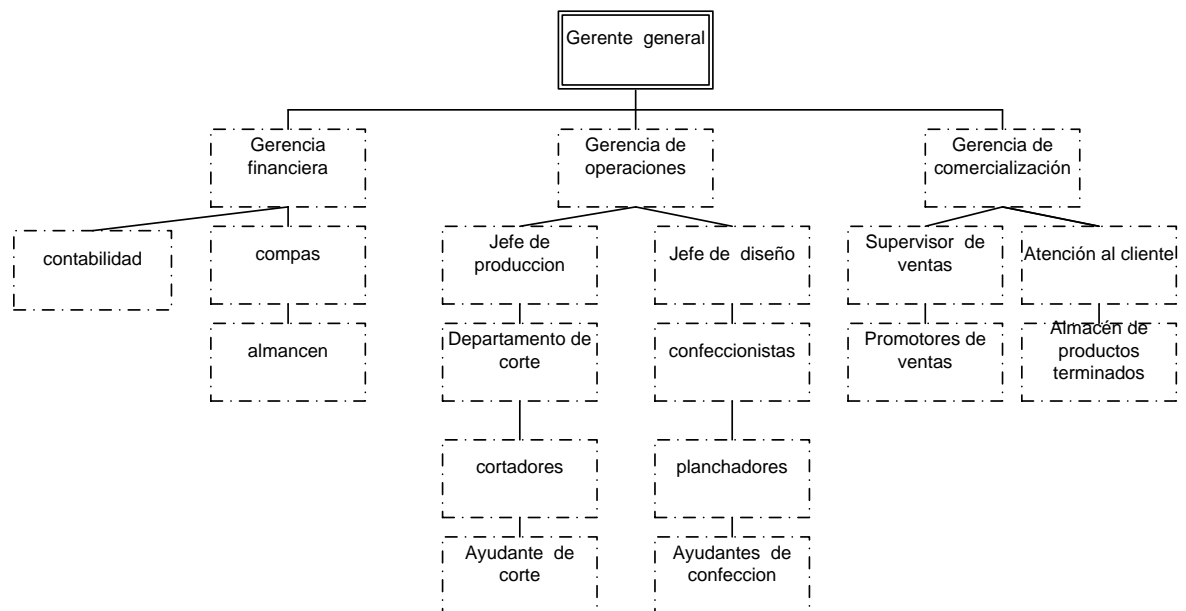 Gerente general
Gerencia
financiera
Gerencia de
operaciones
Gerencia de
comercialización
contabilidad
compas
Jefe de
produccion
Jefe de diseño
Supervisor de
ventas
Atención al cliente
almancen
Departamento de
corte
confeccionistas
Promotores de
ventas
Almacén de
productos
terminados
cortadores
planchadores
Ayudante de
corte
Ayudantes de
confeccion